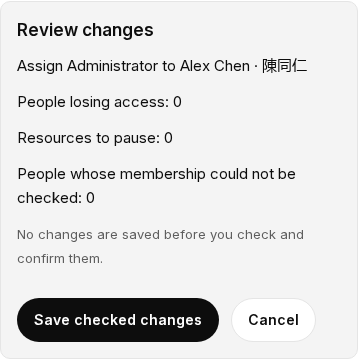 Review changes
Assign Administrator to Alex Chen · 陳同仁
People losing access: 0
Resources to pause: 0
People whose membership could not be
checked: 0
No changes are saved before you check and
confirm them.
Save checked changes
Cancel